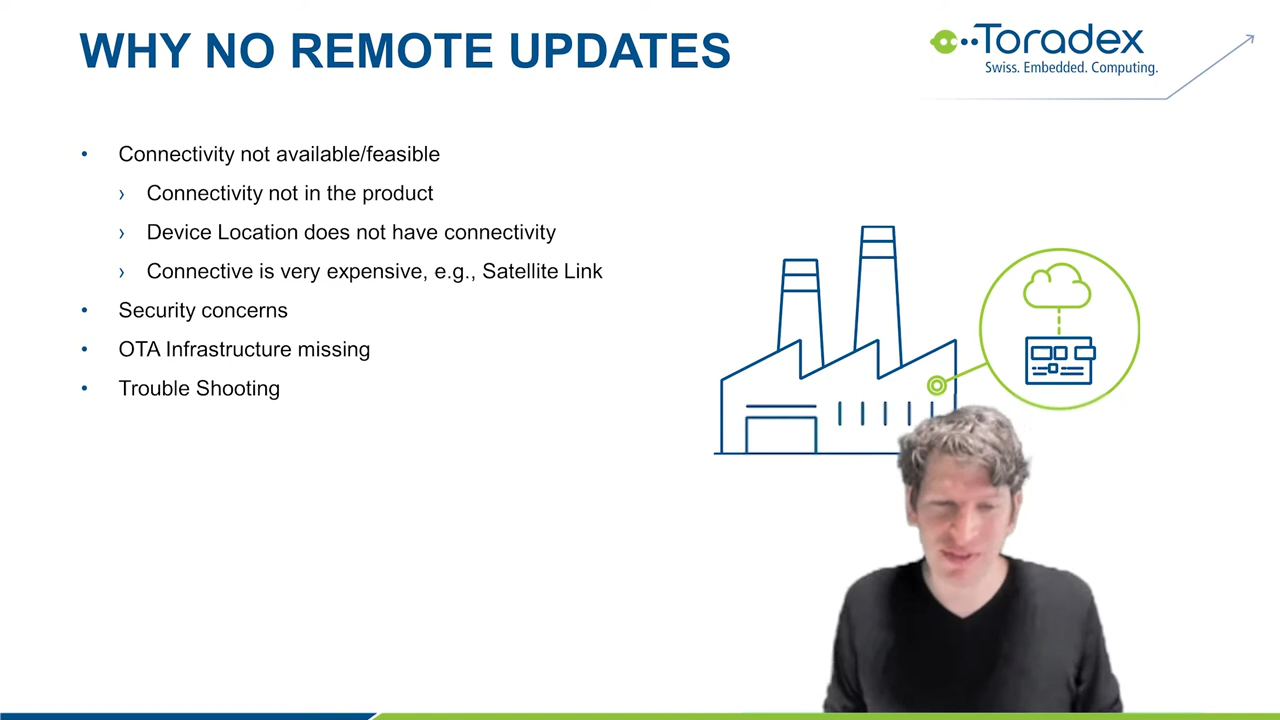 WHY NO REMOTE UPDATES
Toradex
Swiss. Embedded. Computing.
• Connectivity not available/feasible
› Connectivity not in the product
› Device Location does not have connectivity
› Connective is very expensive, e.g., Satellite Link
• Security concerns
• OTA Infrastructure missing
• Trouble Shooting